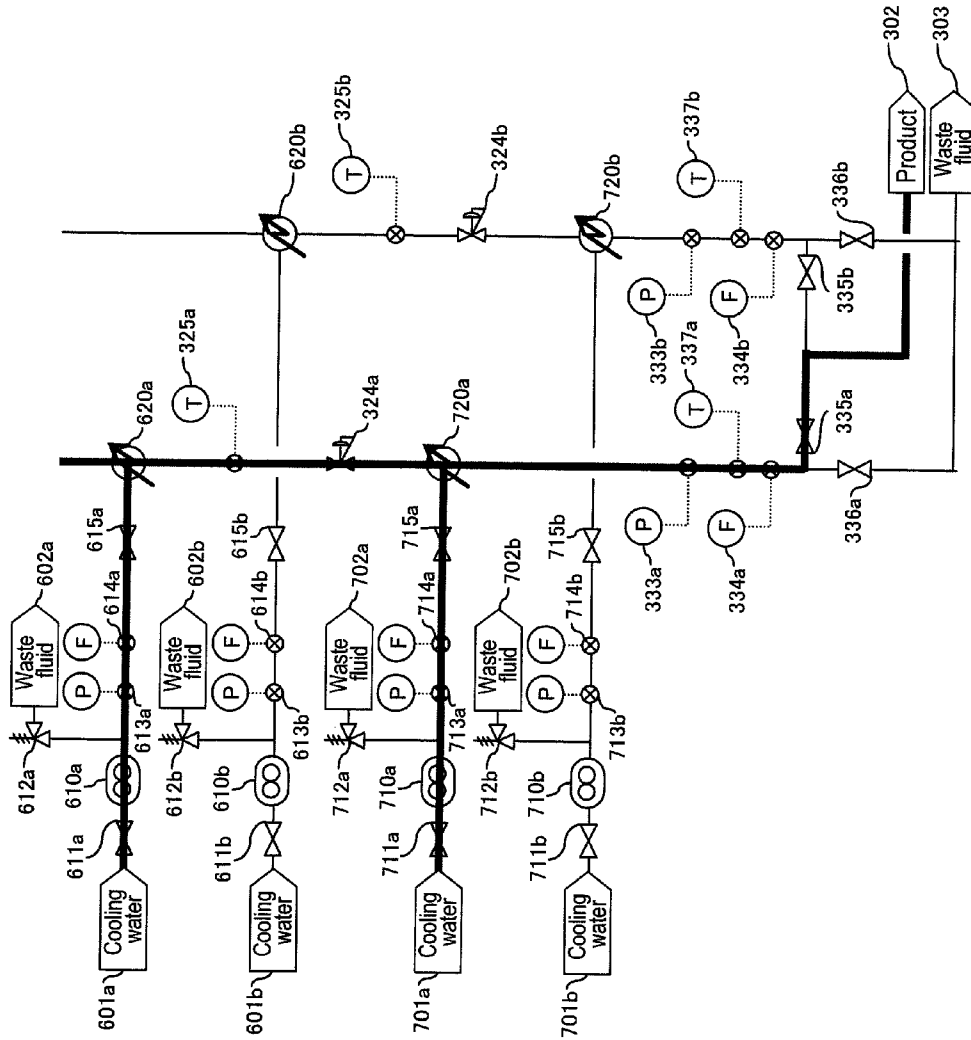 302
303
Product
Waste
fluid
325b
620b
T
324b
337b
720b
T
336b
P
333b
F
334b
335b
325a
337a
620a
T
324a
720a
T
335a
P
333a
F
334a
336a
602a
615a
602b
615b
702a
715a
702b
715b
Waste
fluid
614a
Waste
fluid
614b
Waste
fluid
714a
Waste
fluid
714b
F
F
F
F
P
P
P
P
613a
613b
713a
713b
612a
610a
612b
610b
712a
710a
712b
710b
611a
611b
711a
711b
Cooling
water
Cooling
water
Cooling
water
Cooling
water
601a
601b
701a
701b